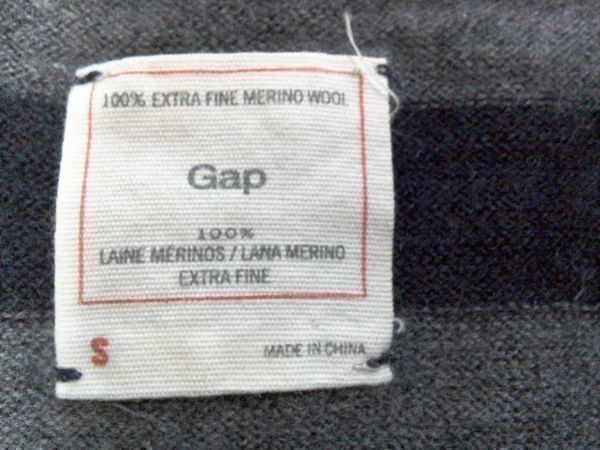 100% EXTRA FINE MERINO WOOL
Gap
100%
LAINE MÉRINOS / LANA MERINO
EXTRA FINE
S
MADE IN CHINA